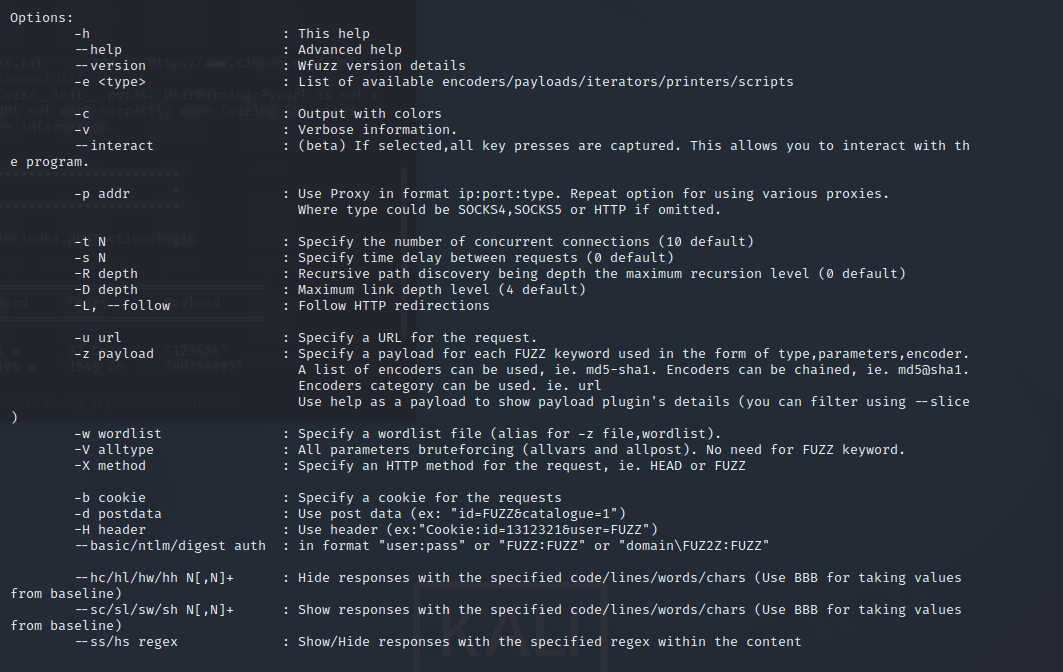 Options:
-h : This help
--help : Advanced help
--version : Wfuzz version details
-e <type> : List of available encoders/payloads/iterators/printers/scripts
-c : Output with colors
-v : Verbose information.
--interact : (beta) If selected,all key presses are captured. This allows you to interact with th
e program.
-p addr : Use Proxy in format ip:port:type. Repeat option for using various proxies.
Where type could be SOCKS4,SOCKS5 or HTTP if omitted.
-t N : Specify the number of concurrent connections (10 default)
-s N : Specify time delay between requests (0 default)
-R depth : Recursive path discovery being depth the maximum recursion level (0 default)
-D depth : Maximum link depth level (4 default)
-L, --follow : Follow HTTP redirections
-u url : Specify a URL for the request.
-z payload : Specify a payload for each FUZZ keyword used in the form of type,parameters,encoder.
A list of encoders can be used, ie. md5-sha1. Encoders can be chained, ie. md5@sha1.
Encoders category can be used. ie. url
Use help as a payload to show payload plugin's details (you can filter using --slice
)
-w wordlist : Specify a wordlist file (alias for -z file,wordlist).
-V alltype : All parameters bruteforcing (allvars and allpost). No need for FUZZ keyword.
-X method : Specify an HTTP method for the request, ie. HEAD or FUZZ
-b cookie : Specify a cookie for the requests
-d postdata : Use post data (ex: "id=FUZZ&catalogue=1")
-H header : Use header (ex:"Cookie:id=1312321&user=FUZZ")
--basic/ntlm/digest auth : in format "user:pass" or "FUZZ:FUZZ" or "domain\FUZ2Z:FUZZ"
--hc/hl/hw/hh N[,N]+ : Hide responses with the specified code/lines/words/chars (Use BBB for taking values
from baseline)
--sc/sl/sw/sh N[,N]+ : Show responses with the specified code/lines/words/chars (Use BBB for taking values
from baseline)
--ss/hs regex : Show/Hide responses with the specified regex within the content
KALI